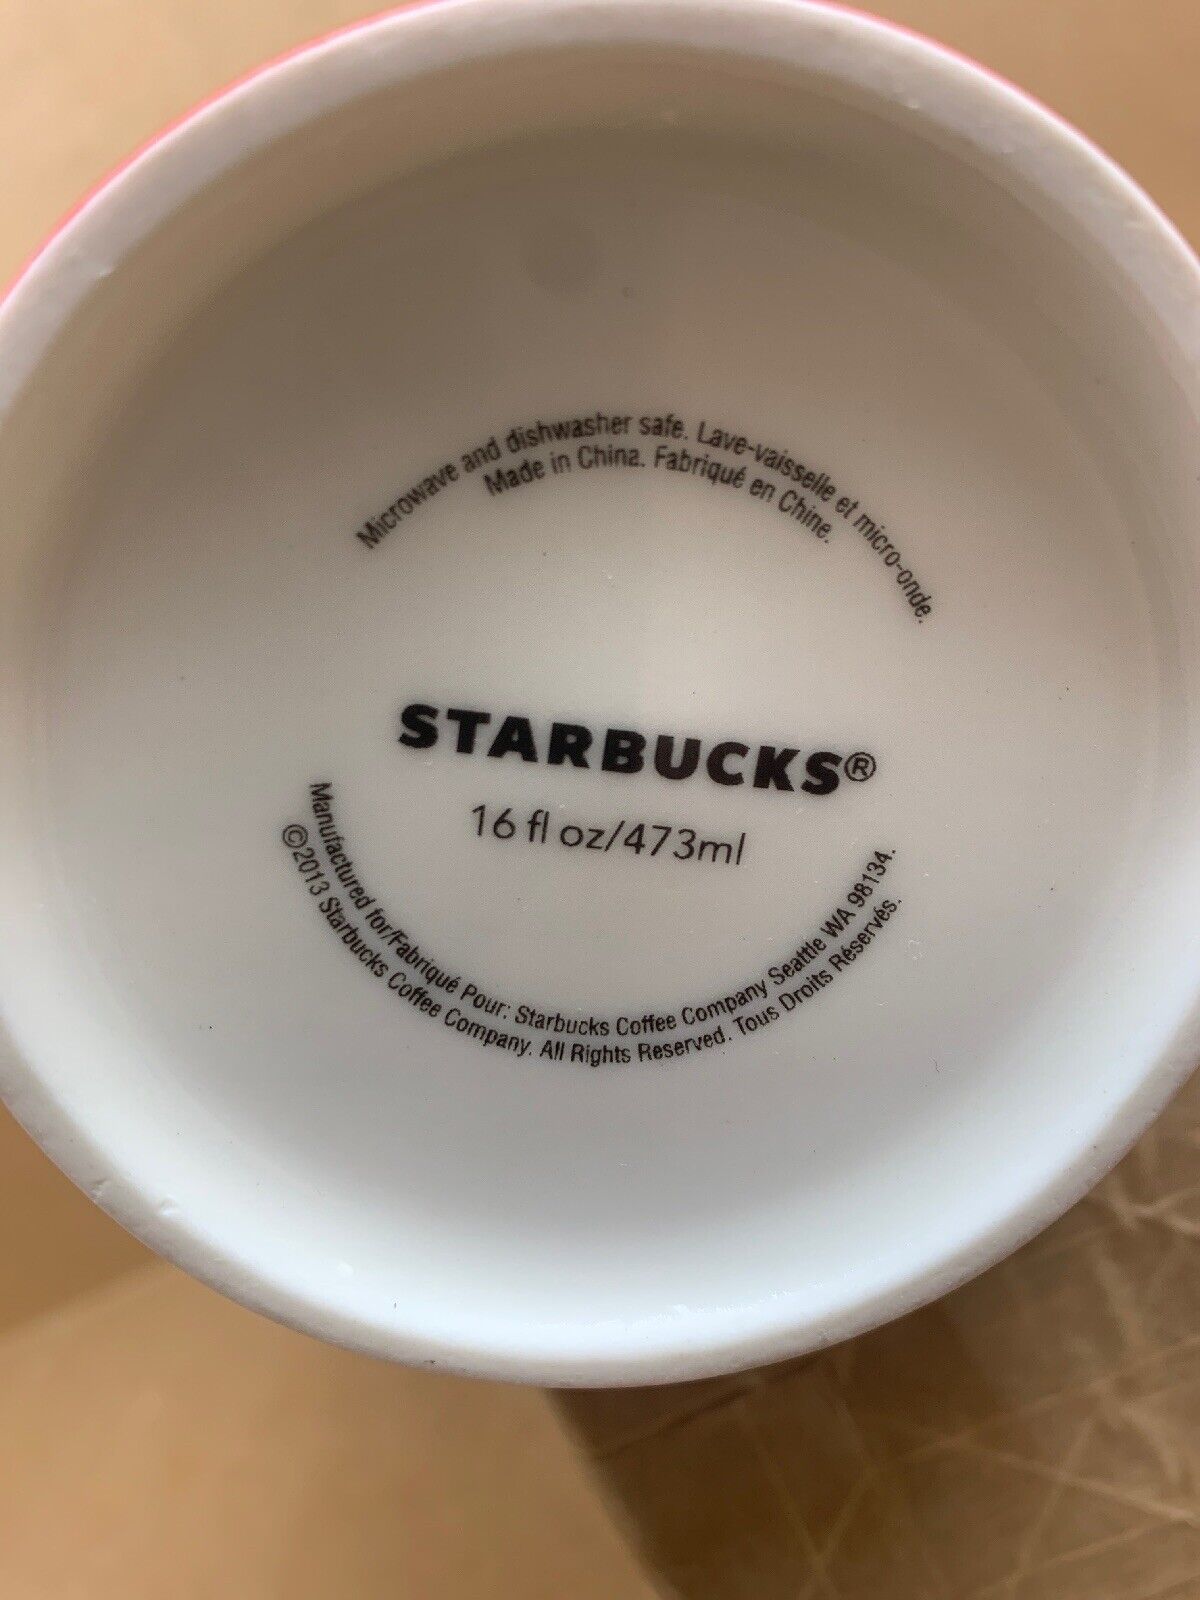 Microwave and dishwasher safe. Lave-vaisselle et micro-onde.
Made in China. Fabriqué en Chine.
STARBUCKS®
16 fl oz/473ml
Manufactured for/Fabriqué Pour: Starbucks Coffee Company Seattle WA 98134.
©2013 Starbucks Coffee Company. All Rights Reserved. Tous Droits Réservés.